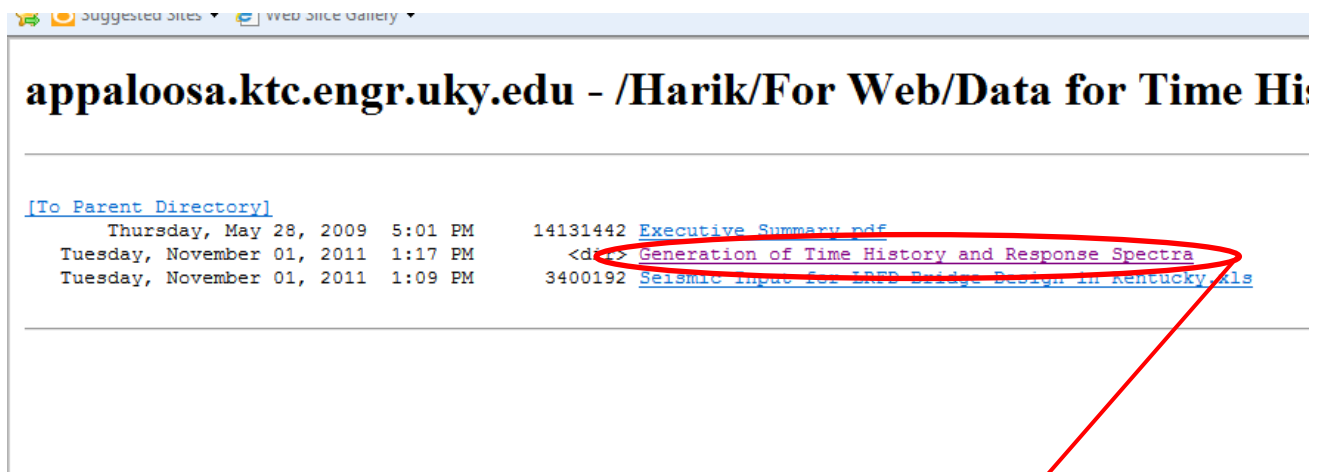 Suggested Sites Web Slice Gallery
appaloosa.ktc.engr.uky.edu - /Harik/For Web/Data for Time His
[To Parent Directory]
Thursday, May 28, 2009 5:01 PM 14131442 Executive Summary.pdf
Tuesday, November 01, 2011 1:17 PM <dir> Generation of Time History and Response Spectra
Tuesday, November 01, 2011 1:09 PM 3400192 Seismic Input for LRFD Bridge Design in Kentucky.xls